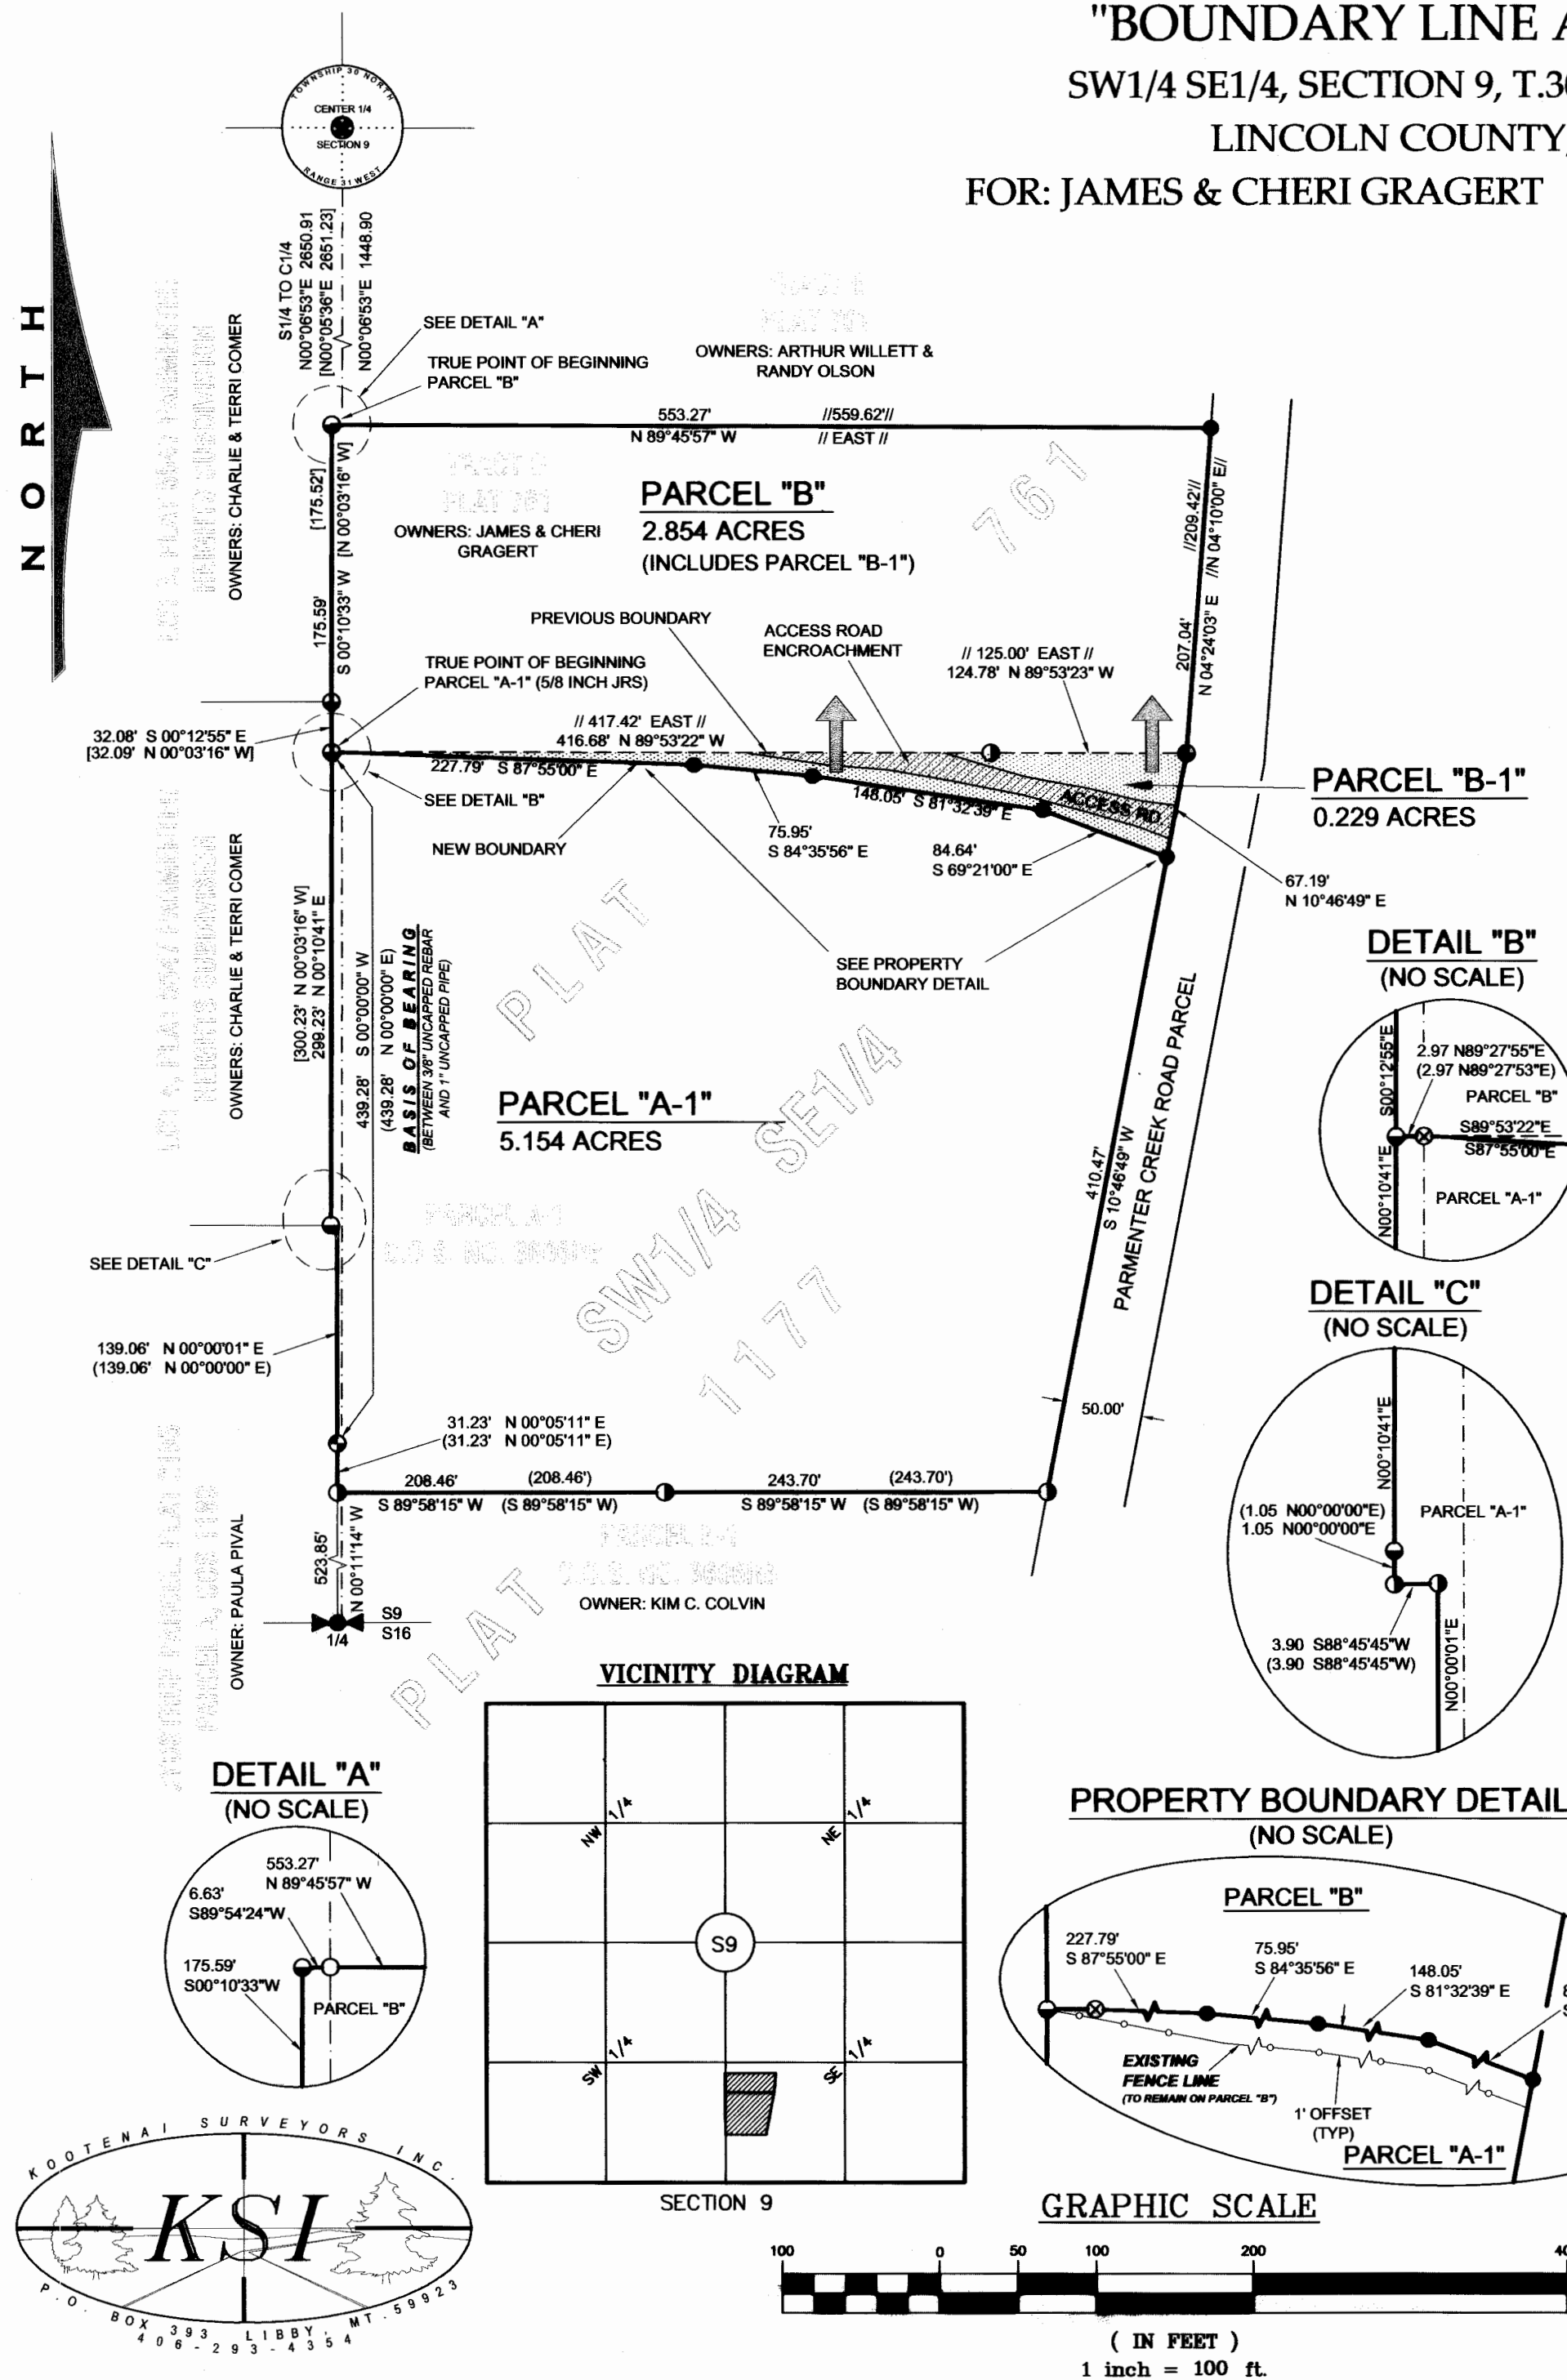 "BOUNDARY LINE
SW1/4 SE1/4, SECTION 9, T.30
LINCOLN COUNTY,
FOR: JAMES & CHERI GRAGERT
TOWNSHIP 30 NORTH
CENTER 1/4
SECTION 9
RANGE 31 WEST
NORTH
S1/4 TO C1/4
N00°06'53"E 2650.91
[N00°05'36"E 2651.23]
N00°06'53"E 1448.90
SEE DETAIL "A"
TRUE POINT OF BEGINNING
PARCEL "B"
OWNERS: ARTHUR WILLETT &
RANDY OLSON
OWNERS: CHARLIE & TERRI COMER
553.27' //559.62'//
N 89°45'57" W // EAST //
[175.52']
175.59'
S 00°10'33" W [N 00°03'16" W]
OWNERS: JAMES & CHERI
GRAGERT
PARCEL "B"
2.854 ACRES
(INCLUDES PARCEL "B-1")
761
//209.42'//
207.04'
N 04°24'03" E //N 04°10'00" E//
PREVIOUS BOUNDARY
ACCESS ROAD
ENCROACHMENT
// 125.00' EAST //
124.78' N 89°53'23" W
TRUE POINT OF BEGINNING
PARCEL "A-1" (5/8 INCH JRS)
32.08' S 00°12'55" E
[32.09' N 00°03'16" W]
// 417.42' EAST //
416.68' N 89°53'22" W
227.79' S 87°55'00" E
SEE DETAIL "B"
NEW BOUNDARY
75.95'
S 84°35'56" E
148.05' S 81°32'39" E
ACCESS RD
84.64'
S 69°21'00" E
PARCEL "B-1"
0.229 ACRES
67.19'
N 10°46'49" E
OWNERS: CHARLIE & TERRI COMER
[300.23' N 00°03'16" W]
299.23' N 00°10'41" E
439.28' S 00°00'00" W
(439.28' N 00°00'00" E)
BASIS OF BEARING
(BETWEEN 3/8" UNCAPPED REBAR
AND 1" UNCAPPED PIPE)
PLAT
SEE PROPERTY
BOUNDARY DETAIL
PARCEL "A-1"
5.154 ACRES
SW1/4 SE1/4
1177
410.47'
S 10°46'49" W
PARMENTER CREEK ROAD PARCEL
SEE DETAIL "C"
139.06' N 00°00'01" E
(139.06' N 00°00'00" E)
31.23' N 00°05'11" E
(31.23' N 00°05'11" E)
50.00'
208.46' (208.46') 243.70' (243.70')
S 89°58'15" W (S 89°58'15" W) S 89°58'15" W (S 89°58'15" W)
OWNER: PAULA PIVAL
523.85'
N 00°11'14" W
S9
1/4 S16
PLAT
OWNER: KIM C. COLVIN
DETAIL "B"
(NO SCALE)
S00°12'55"E
2.97 N89°27'55"E
(2.97 N89°27'53"E)
PARCEL "B"
S89°53'22"E
S87°55'00"E
N00°10'41"E
PARCEL "A-1"
DETAIL "C"
(NO SCALE)
N00°10'41"E
(1.05 N00°00'00"E)
1.05 N00°00'00"E
PARCEL "A-1"
3.90 S88°45'45"W
(3.90 S88°45'45"W)
N00°00'01"E
DETAIL "A"
(NO SCALE)
553.27'
N 89°45'57" W
6.63'
S89°54'24"W
175.59'
S00°10'33"W
PARCEL "B"
VICINITY DIAGRAM
NW 1/4
NE 1/4
S9
SW 1/4
SE 1/4
SECTION 9
PROPERTY BOUNDARY DETAIL
(NO SCALE)
PARCEL "B"
227.79'
S 87°55'00" E
75.95'
S 84°35'56" E
148.05'
S 81°32'39" E
EXISTING
FENCE LINE
(TO REMAIN ON PARCEL "B")
1' OFFSET
(TYP)
PARCEL "A-1"
KOOTENAI SURVEYORS INC.
KSI
P.O. BOX 393 LIBBY, MT. 59923
406-293-4354
GRAPHIC SCALE
100 0 50 100 200
( IN FEET )
1 inch = 100 ft.